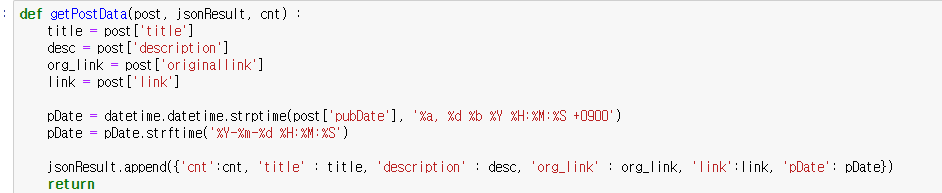 : def getPostData(post, jsonResult, cnt) :
    title = post['title']
    desc = post['description']
    org_link = post['originallink']
    link = post['link']

    pDate = datetime.datetime.strptime(post['pubDate'], '%a, %d %b %Y %H:%M:%S +0900')
    pDate = pDate.strftime('%Y-%m-%d %H:%M:%S')

    jsonResult.append({'cnt':cnt, 'title' : title, 'description' : desc, 'org_link' : org_link, 'link':link, 'pDate': pDate})
    return